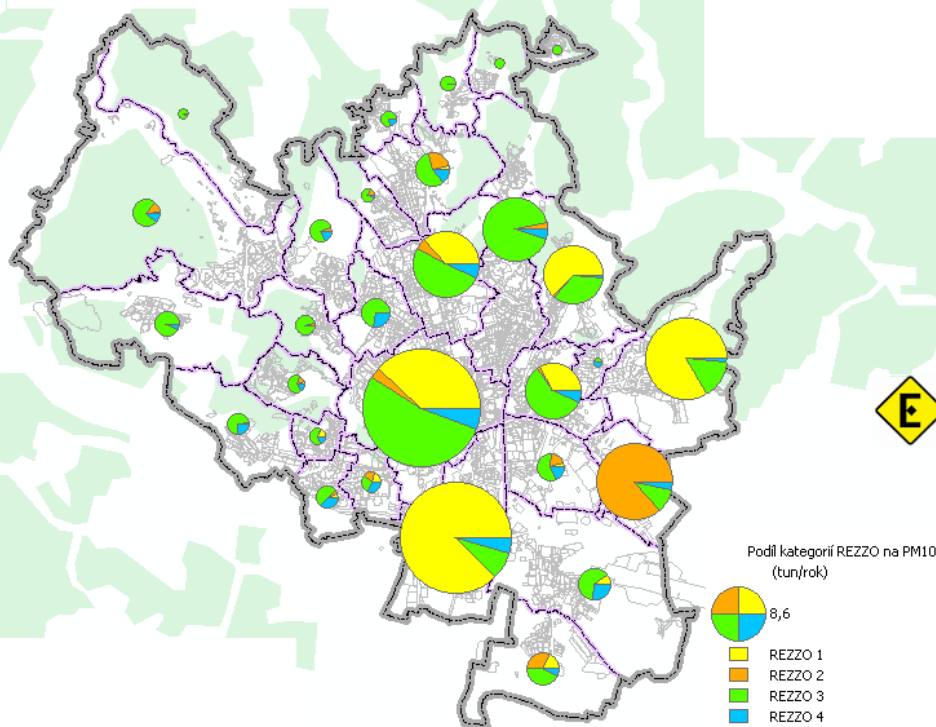 E
Podíl kategorií REZZO na PM10
(tun/rok)
8,6
REZZO 1
REZZO 2
REZZO 3
REZZO 4